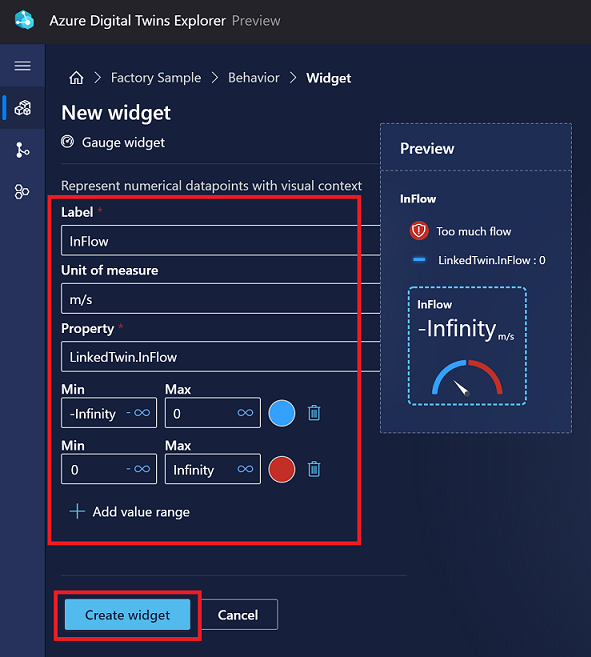 Azure Digital Twins Explorer Preview
Factory Sample > Behavior > Widget
New widget
Gauge widget
Represent numerical datapoints with visual context
Label *
InFlow
Unit of measure
m/s
Property *
LinkedTwin.InFlow
Min Max
-Infinity -∞ 0 ∞
Min Max
0 -∞ Infinity ∞
+ Add value range
Create widget Cancel
Preview
InFlow
Too much flow
LinkedTwin.InFlow : 0
InFlow
-Infinity m/s